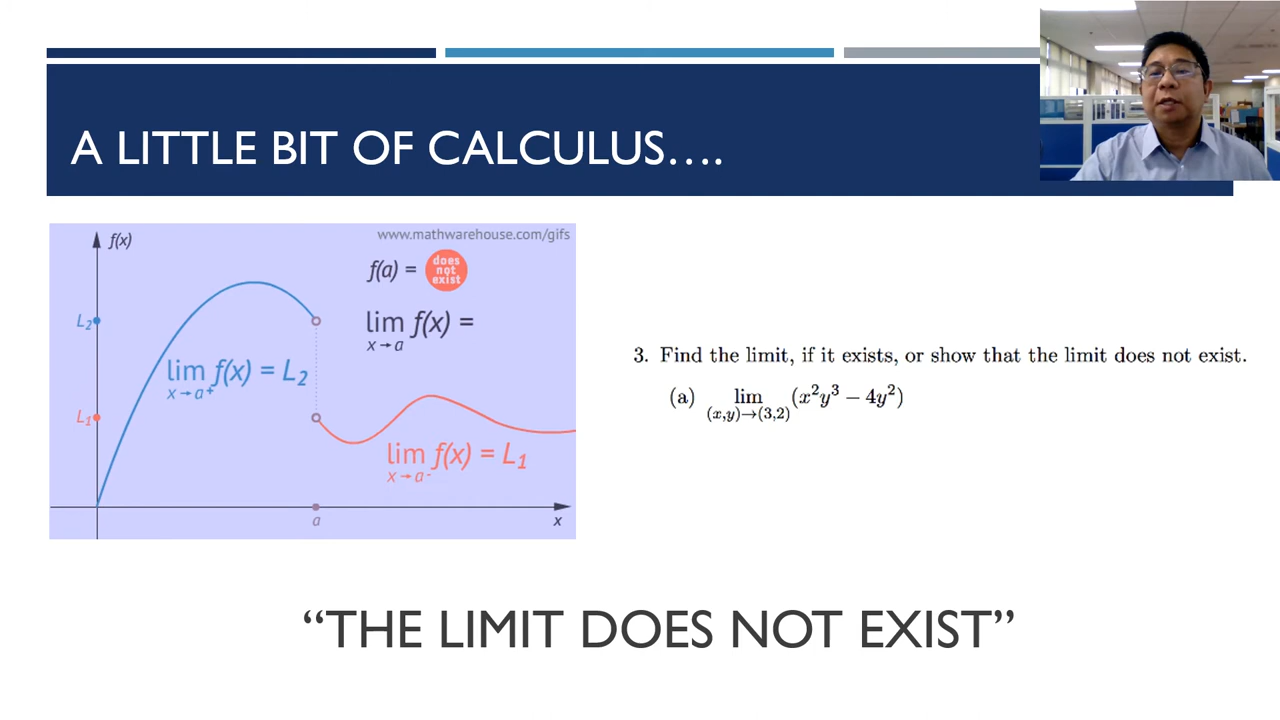 A LITTLE BIT OF CALCULUS….
www.mathwarehouse.com/gifs
f(x)
f(a) = does not exist
lim f(x) =
x→a
L₂
lim f(x) = L₂
x→a⁺
L₁
lim f(x) = L₁
x→a⁻
a
x
3. Find the limit, if it exists, or show that the limit does not exist.
(a) lim (x²y³ − 4y²)
(x,y)→(3,2)
“THE LIMIT DOES NOT EXIST”